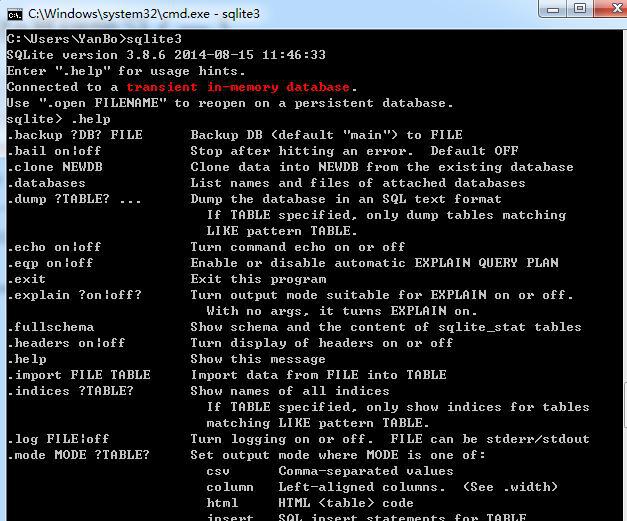 C:\Windows\system32\cmd.exe - sqlite3
C:\Users\YanBo>sqlite3
SQLite version 3.8.6 2014-08-15 11:46:33
Enter ".help" for usage hints.
Connected to a transient in-memory database.
Use ".open FILENAME" to reopen on a persistent database.
sqlite> .help
.backup ?DB? FILE      Backup DB (default "main") to FILE
.bail on|off           Stop after hitting an error.  Default OFF
.clone NEWDB           Clone data into NEWDB from the existing database
.databases             List names and files of attached databases
.dump ?TABLE? ...      Dump the database in an SQL text format
                         If TABLE specified, only dump tables matching
                         LIKE pattern TABLE.
.echo on|off           Turn command echo on or off
.eqp on|off            Enable or disable automatic EXPLAIN QUERY PLAN
.exit                  Exit this program
.explain ?on|off?      Turn output mode suitable for EXPLAIN on or off.
                         With no args, it turns EXPLAIN on.
.fullschema            Show schema and the content of sqlite_stat tables
.headers on|off        Turn display of headers on or off
.help                  Show this message
.import FILE TABLE     Import data from FILE into TABLE
.indices ?TABLE?       Show names of all indices
                         If TABLE specified, only show indices for tables
                         matching LIKE pattern TABLE.
.log FILE|off          Turn logging on or off.  FILE can be stderr/stdout
.mode MODE ?TABLE?     Set output mode where MODE is one of:
                         csv      Comma-separated values
                         column   Left-aligned columns.  (See .width)
                         html     HTML <table> code
                         insert   SQL insert statements for TABLE